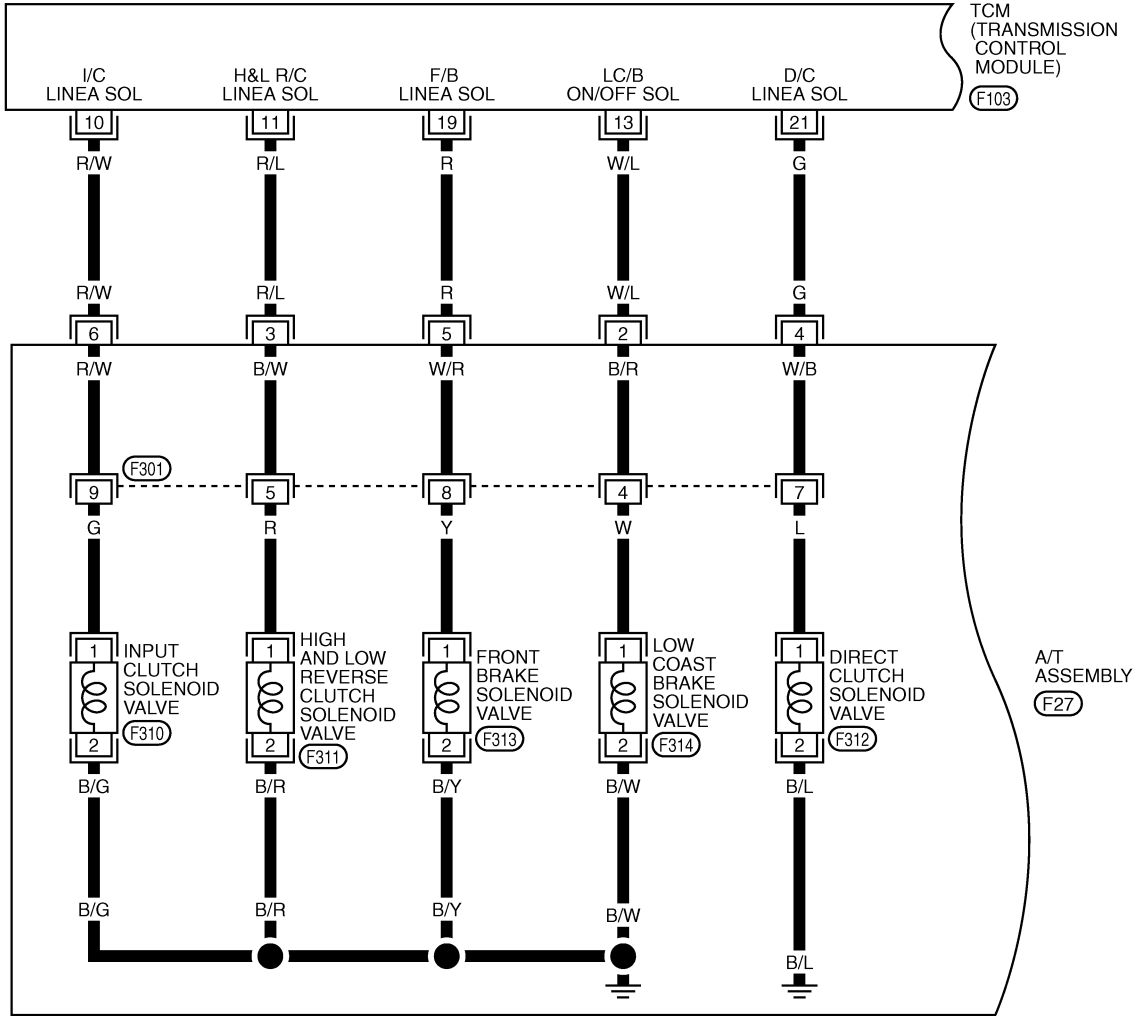 TCM
(TRANSMISSION
CONTROL
MODULE)
F103
I/C
LINEA SOL
H&L R/C
LINEA SOL
F/B
LINEA SOL
LC/B
ON/OFF SOL
D/C
LINEA SOL
10 11 19 13 21
R/W R/L R W/L G
R/W R/L R W/L G
6 3 5 2 4
R/W B/W W/R B/R W/B
F301
9 5 8 4 7
G R Y W L
1 1 1 1 1
INPUT
CLUTCH
SOLENOID
VALVE
F310
HIGH
AND LOW
REVERSE
CLUTCH
SOLENOID
VALVE
F311
FRONT
BRAKE
SOLENOID
VALVE
F313
LOW
COAST
BRAKE
SOLENOID
VALVE
F314
DIRECT
CLUTCH
SOLENOID
VALVE
F312
A/T
ASSEMBLY
F27
2 2 2 2 2
B/G B/R B/Y B/W B/L
B/G B/R B/Y B/W
B/L